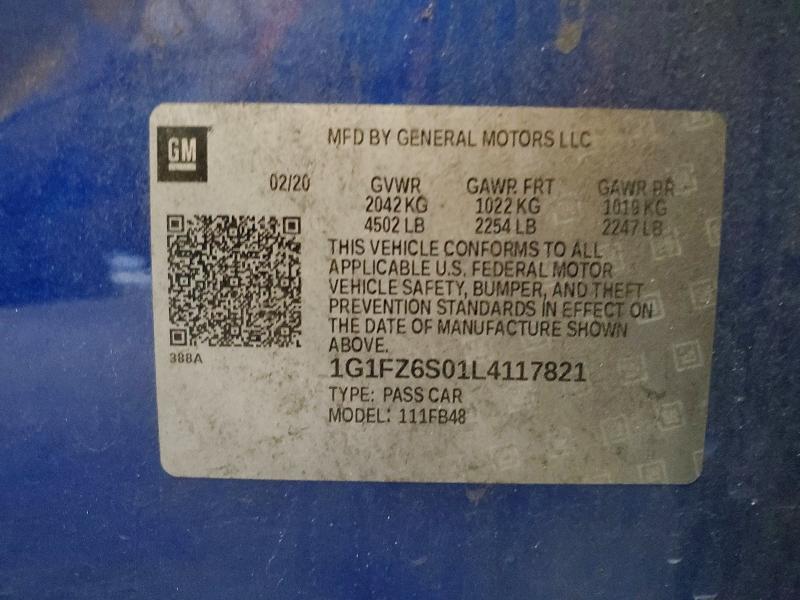 GM
MFD BY GENERAL MOTORS LLC
02/20 GVWR GAWR FRT GAWR RR
2042 KG 1022 KG 1019 KG
4502 LB 2254 LB 2247 LB
THIS VEHICLE CONFORMS TO ALL
APPLICABLE U.S. FEDERAL MOTOR
VEHICLE SAFETY, BUMPER, AND THEFT
PREVENTION STANDARDS IN EFFECT ON
THE DATE OF MANUFACTURE SHOWN
ABOVE.
388A
1G1FZ6S01L4117821
TYPE: PASS CAR
MODEL: 111FB48